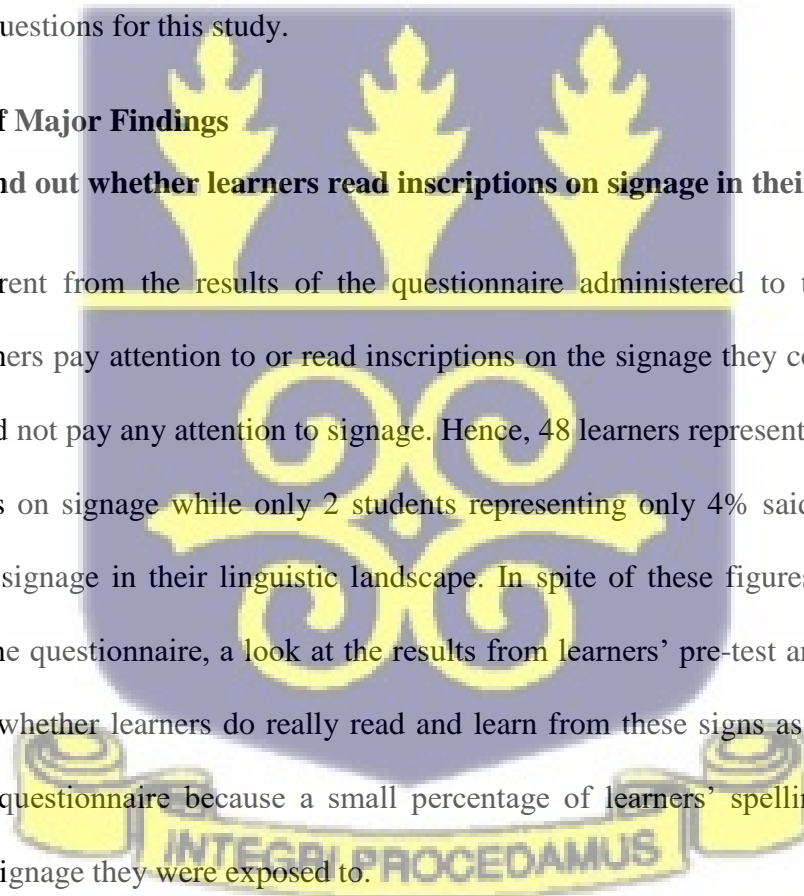 uestions for this study.
f Major Findings
nd out whether learners read inscriptions on signage in their
rent from the results of the questionnaire administered to t
ners pay attention to or read inscriptions on the signage they co
d not pay any attention to signage. Hence, 48 learners represent
s on signage while only 2 students representing only 4% said
signage in their linguistic landscape. In spite of these figures
ne questionnaire, a look at the results from learners’ pre-test an
whether learners do really read and learn from these signs as
questionnaire because a small percentage of learners’ spellin
ignage they were exposed to.
INTEGRI PROCEDAMUS